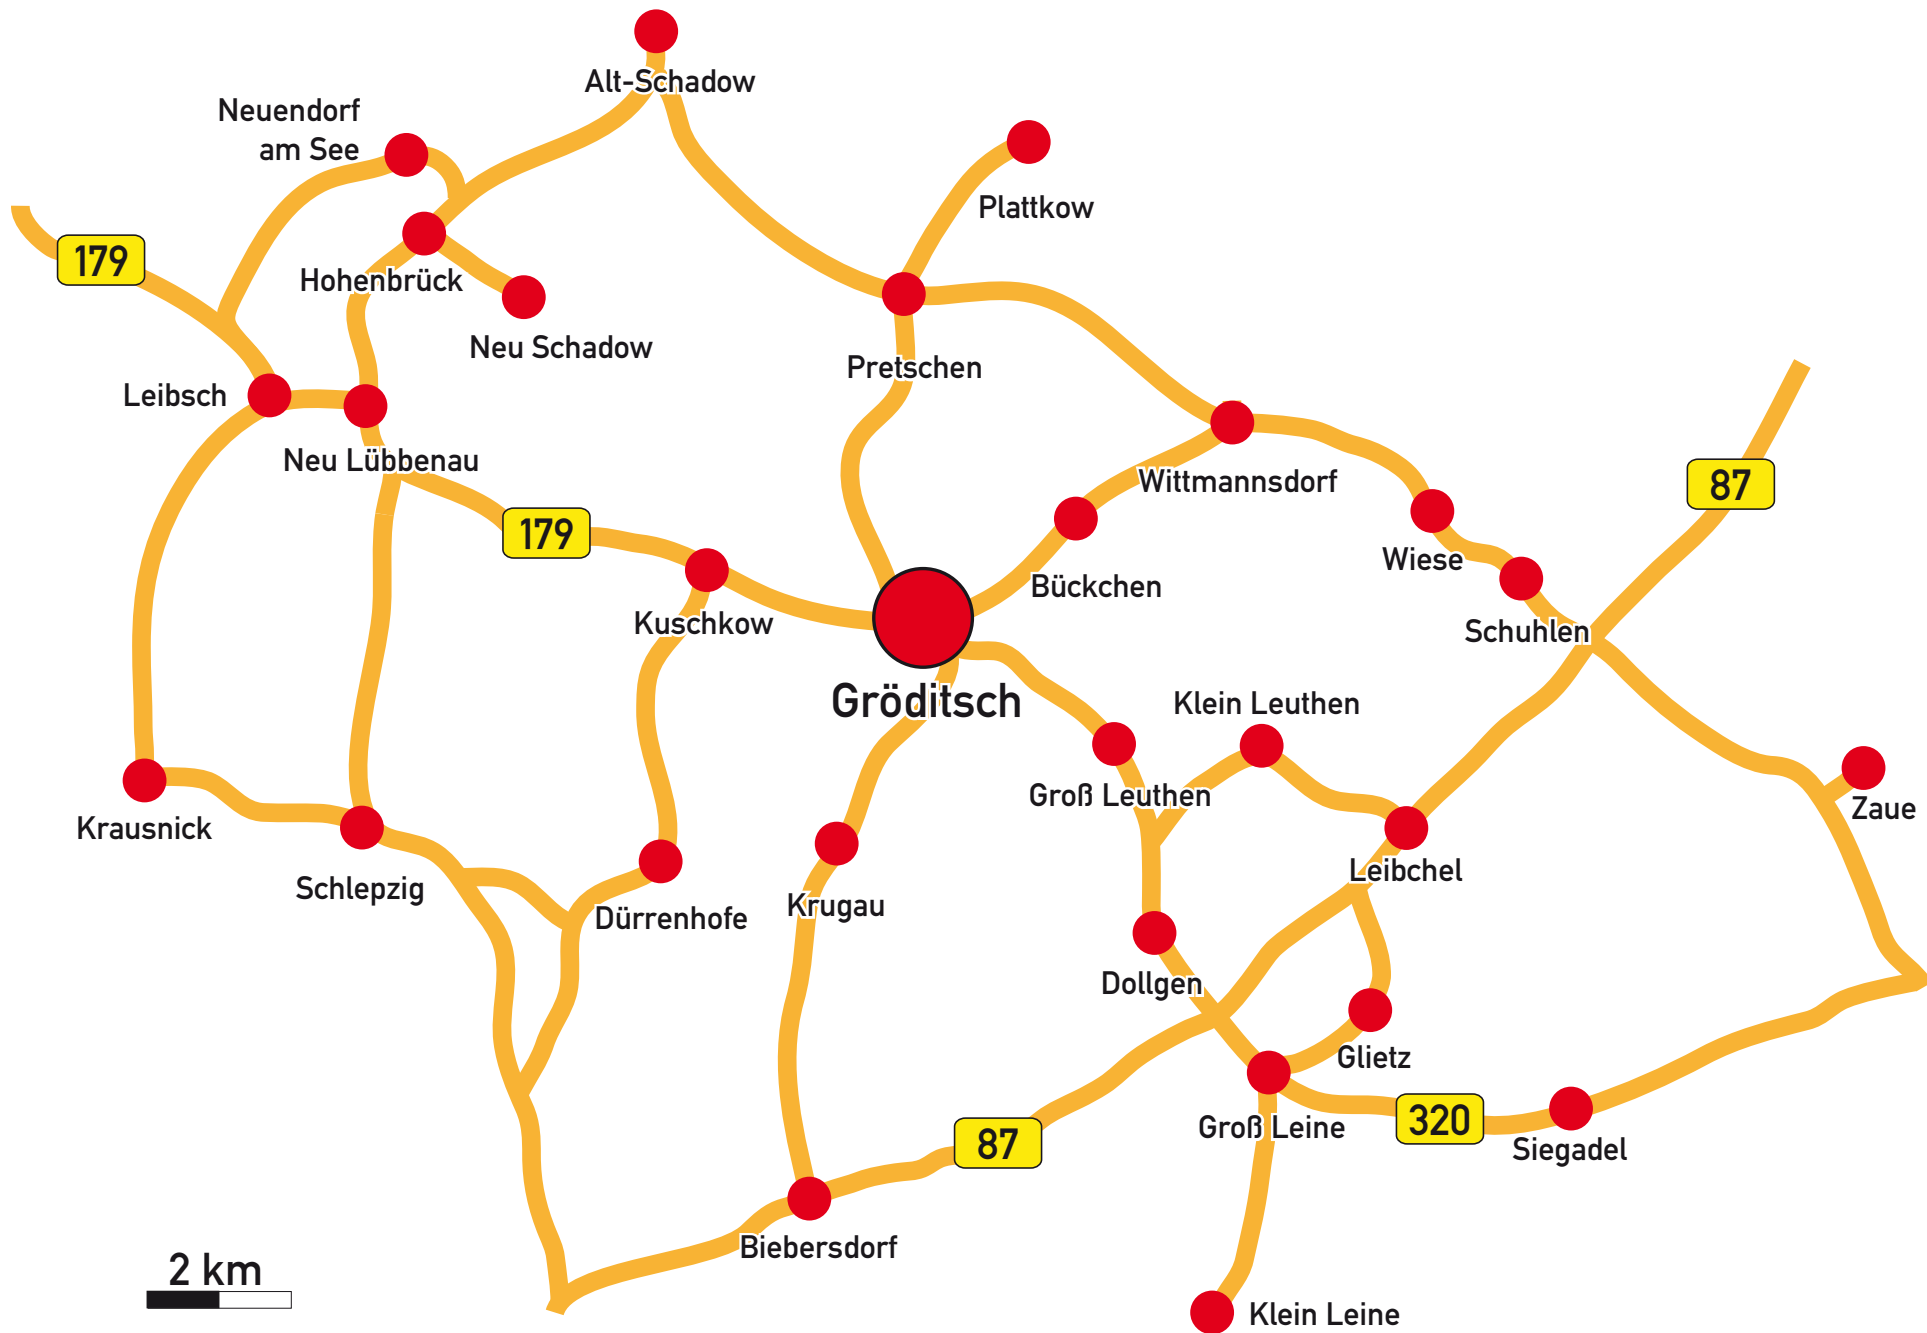 Alt-Schadow
Neuendorf
am See
Plattkow
179
Hohenbrück
Neu Schadow
Pretschen
Leibsch
Neu Lübbenau
Wittmannsdorf
87
179
Wiese
Bückchen
Kuschkow
Schuhlen
Gröditsch
Klein Leuthen
Groß Leuthen
Zaue
Krausnick
Leibchel
Schlepzig
Krugau
Dürrenhofe
Dollgen
Glietz
320
Groß Leine
87
Siegadel
Biebersdorf
2 km
Klein Leine